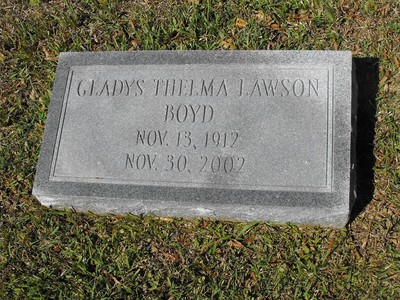 GLADYS THELMA LAWSON
BOYD
NOV. 13, 1912
NOV. 30, 2002